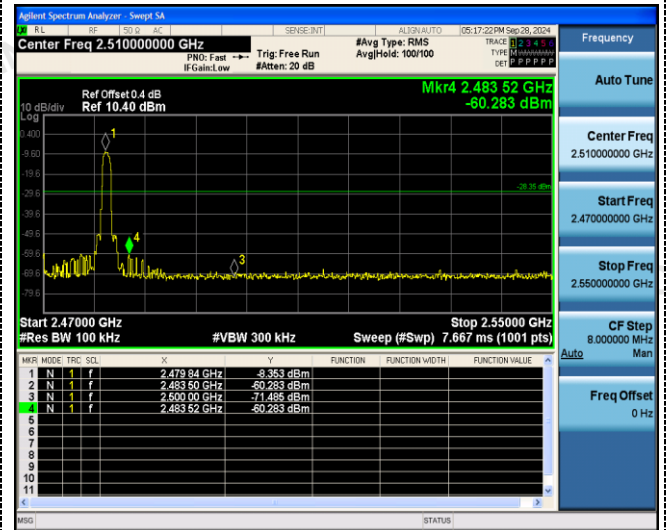 Agilent Spectrum Analyzer - Swept SA
RL RF 50 Ω AC SENSE:INT ALIGNAUTO 05:17:22PM Sep 28, 2024
Center Freq 2.510000000 GHz
PNO: Fast
IFGain:Low
Trig: Free Run
#Atten: 20 dB
#Avg Type: RMS
Avg|Hold: 100/100
TRACE 1 2 3 4 5 6
TYPE
DET P P P P P P
Frequency
Auto Tune
Center Freq
2.510000000 GHz
Start Freq
2.470000000 GHz
Stop Freq
2.550000000 GHz
CF Step
8.000000 MHz
Auto Man
Freq Offset
0 Hz
Mkr4 2.483 52 GHz
-60.283 dBm
Ref Offset 0.4 dB
10 dB/div Ref 10.40 dBm
Log
0.400
-9.60
-19.6
-29.6
-39.6
-49.6
-59.6
-69.6
-79.6
1
4
3
-28.35 dBm
Start 2.47000 GHz Stop 2.55000 GHz
#Res BW 100 kHz #VBW 300 kHz Sweep (#Swp) 7.667 ms (1001 pts)
MKR MODE TRC SCL X Y FUNCTION FUNCTION WIDTH FUNCTION VALUE
1 N 1 f 2.479 84 GHz -8.353 dBm
2 N 1 f 2.483 50 GHz -60.283 dBm
3 N 1 f 2.500 00 GHz -71.485 dBm
4 N 1 f 2.483 52 GHz -60.283 dBm
5
6
7
8
9
10
11
MSG STATUS